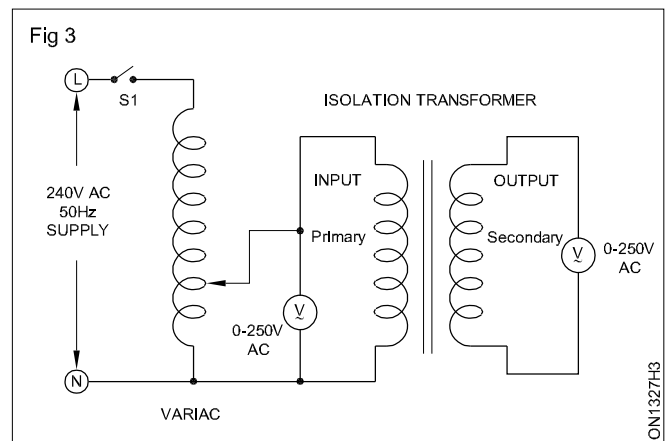 Fig 3
L
S1
ISOLATION TRANSFORMER
240V AC
50Hz
SUPPLY
INPUT
Primary
OUTPUT
Secondary
V
0-250V
AC
V
0-250V
AC
N
VARIAC
ON1327H3